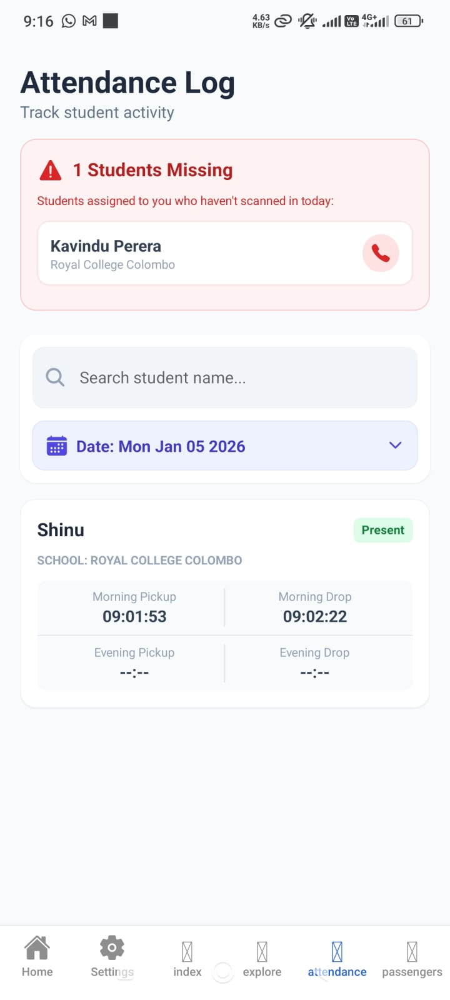 9:16
4.63
KB/s
Vo
LTE
4G+
61
Attendance Log
Track student activity
1 Students Missing
Students assigned to you who haven't scanned in today:
Kavindu Perera
Royal College Colombo
Search student name...
Date: Mon Jan 05 2026
Shinu
Present
SCHOOL: ROYAL COLLEGE COLOMBO
Morning Pickup
Morning Drop
09:01:53
09:02:22
Evening Pickup
Evening Drop
--:--
--:--
Home
Settings
index
explore
attendance
passengers